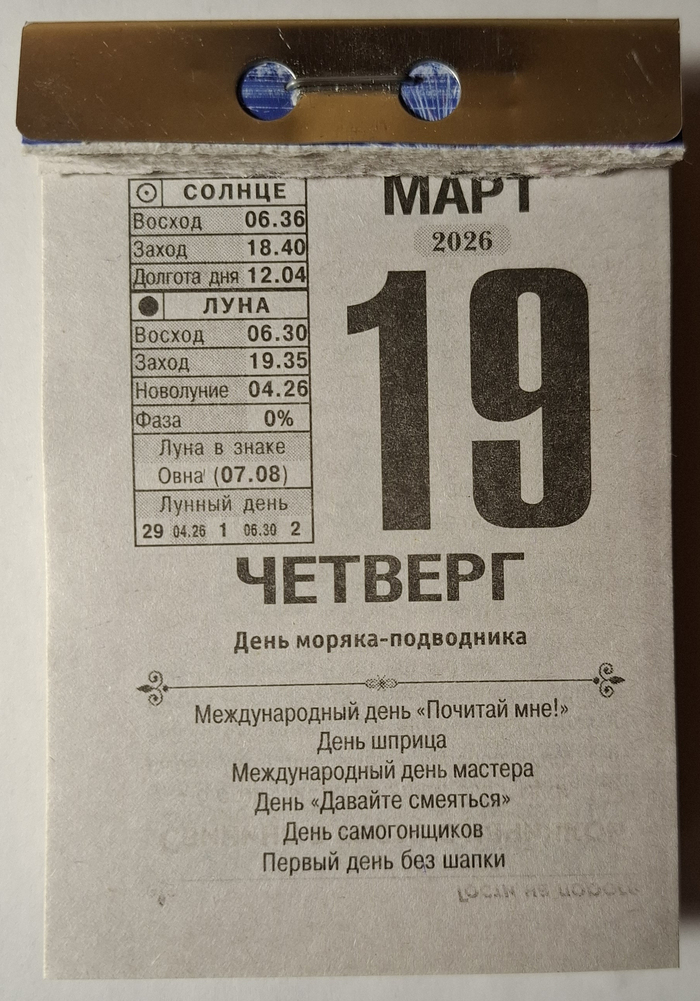 СОЛНЦЕ
Восход 06.36
Заход 18.40
Долгота дня 12.04
ЛУНА
Восход 06.30
Заход 19.35
Новолуние 04.26
Фаза 0%
Луна в знаке
Овна (07.08)
Лунный день
29 04.26 1 06.30 2
МАРТ
2026
19
ЧЕТВЕРГ
День моряка-подводника
Международный день «Почитай мне!»
День шприца
Международный день мастера
День «Давайте смеяться»
День самогонщиков
Первый день без шапки
Гости на пороге